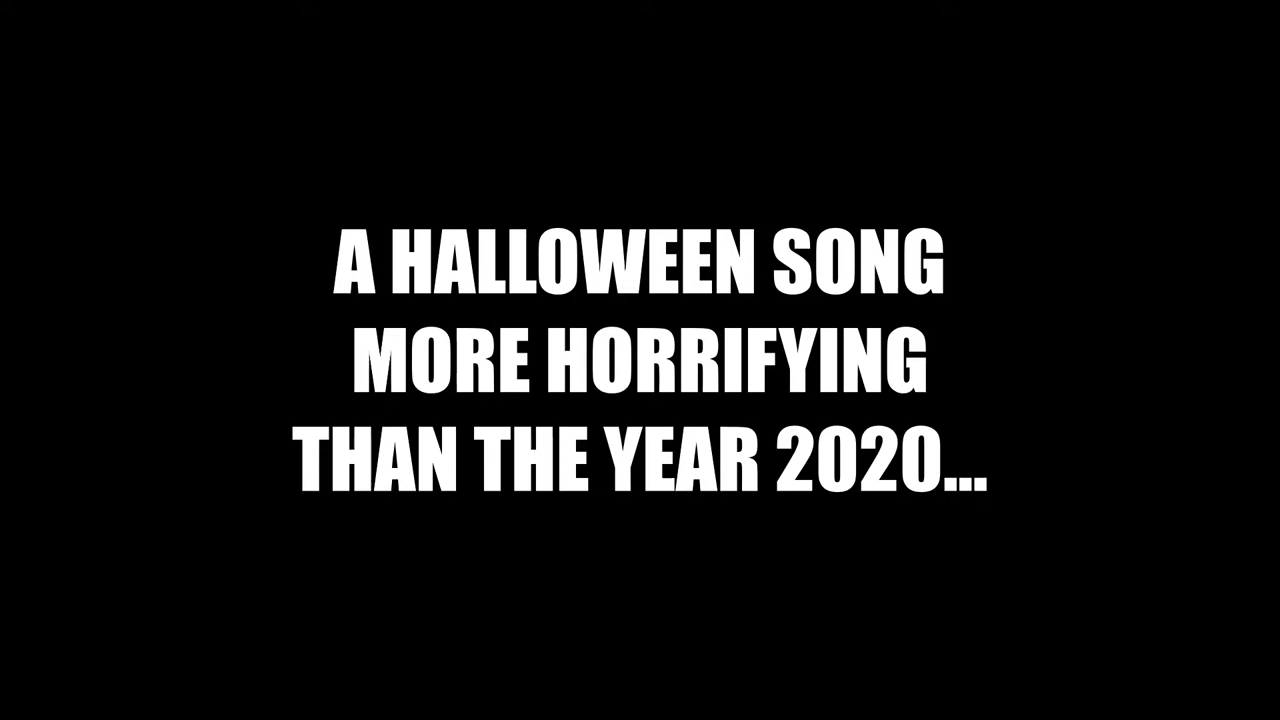 A HALLOWEEN SONG
MORE HORRIFYING
THAN THE YEAR 2020...